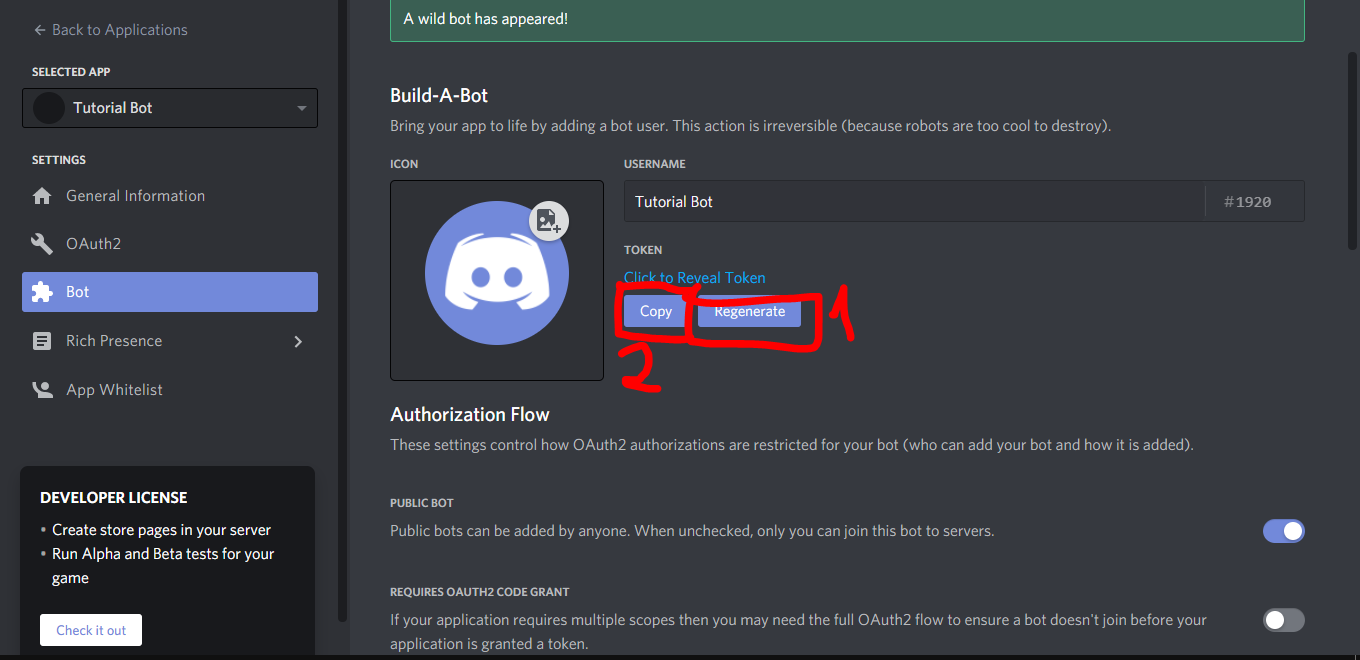 Back to Applications
SELECTED APP
Tutorial Bot
SETTINGS
General Information
OAuth2
Bot
Rich Presence
App Whitelist
DEVELOPER LICENSE
• Create store pages in your server
• Run Alpha and Beta tests for your
game
Check it out
A wild bot has appeared!
Build-A-Bot
Bring your app to life by adding a bot user. This action is irreversible (because robots are too cool to destroy).
ICON
USERNAME
Tutorial Bot #1920
TOKEN
Click to Reveal Token
Copy Regenerate 1
2
Authorization Flow
These settings control how OAuth2 authorizations are restricted for your bot (who can add your bot and how it is added).
PUBLIC BOT
Public bots can be added by anyone. When unchecked, only you can join this bot to servers.
REQUIRES OAUTH2 CODE GRANT
If your application requires multiple scopes then you may need the full OAuth2 flow to ensure a bot doesn't join before your
application is granted a token.